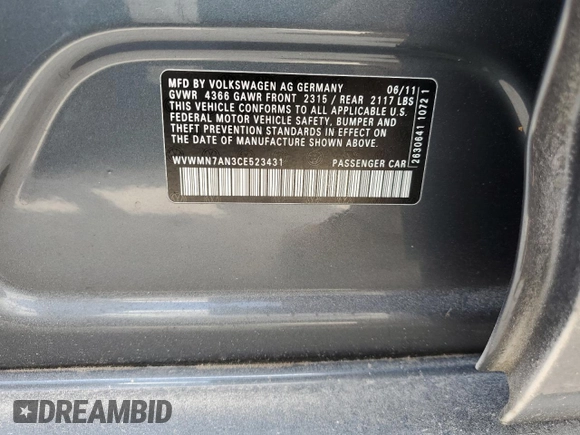 MFD BY VOLKSWAGEN AG GERMANY 06/11
GVWR 4366 GAWR FRONT 2315 / REAR 2117 LBS
THIS VEHICLE CONFORMS TO ALL APPLICABLE U.S.
FEDERAL MOTOR VEHICLE SAFETY, BUMPER AND
THEFT PREVENTION STANDARDS IN EFFECT ON
THE DATE OF MANUFACTURE SHOWN ABOVE.
WVWMN7AN3CE523431 PASSENGER CAR
2630641 1072 1
DREAMBID